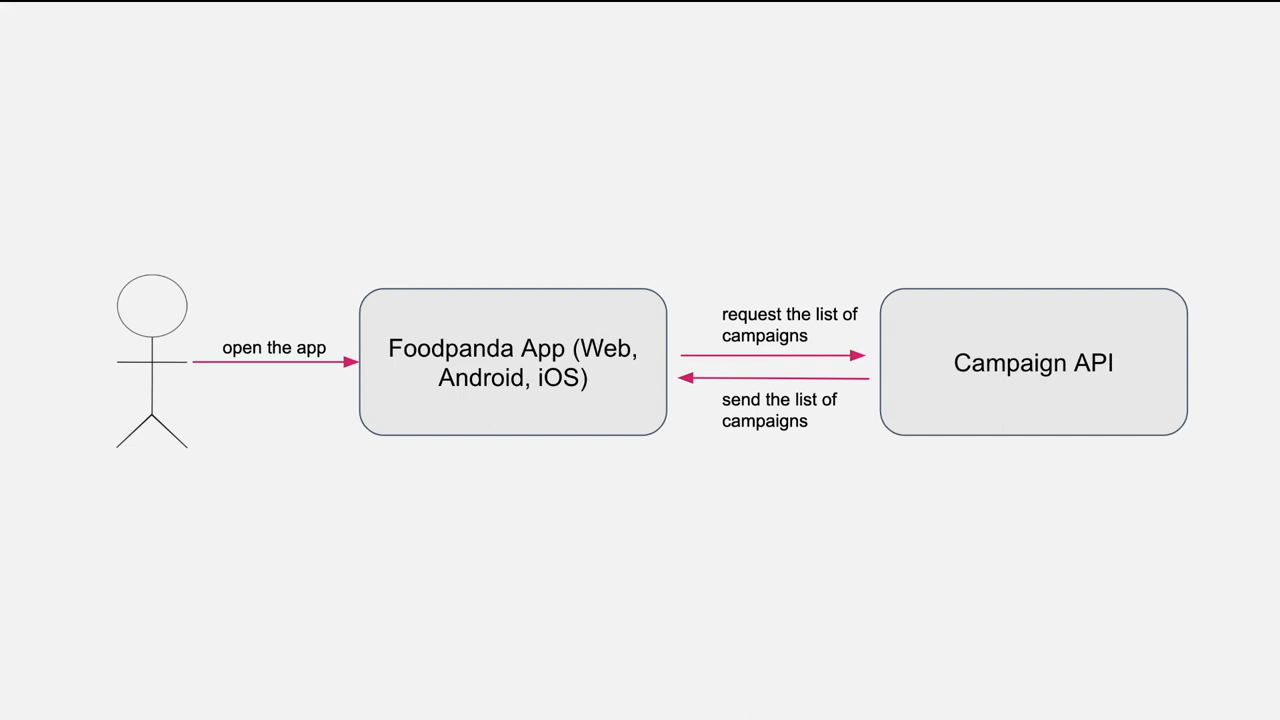 open the app
Foodpanda App (Web,
Android, iOS)
request the list of
campaigns
send the list of
campaigns
Campaign API